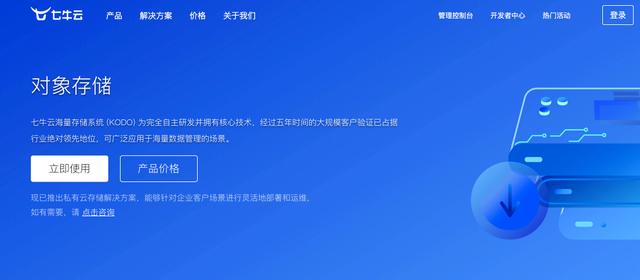 七牛云 产品 解决方案 价格 关于我们 管理控制台 开发者中心 热门活动 登录
对象存储
七牛云海量存储系统 (KODO) 为完全自主研发并拥有核心技术，经过五年时间的大规模客户验证已占据
行业绝对领先地位，可广泛应用于海量数据管理的场景。
立即使用 产品价格
现已推出私有云存储解决方案，能够针对企业客户场景进行灵活地部署和运维。
如有需要，请 点击咨询